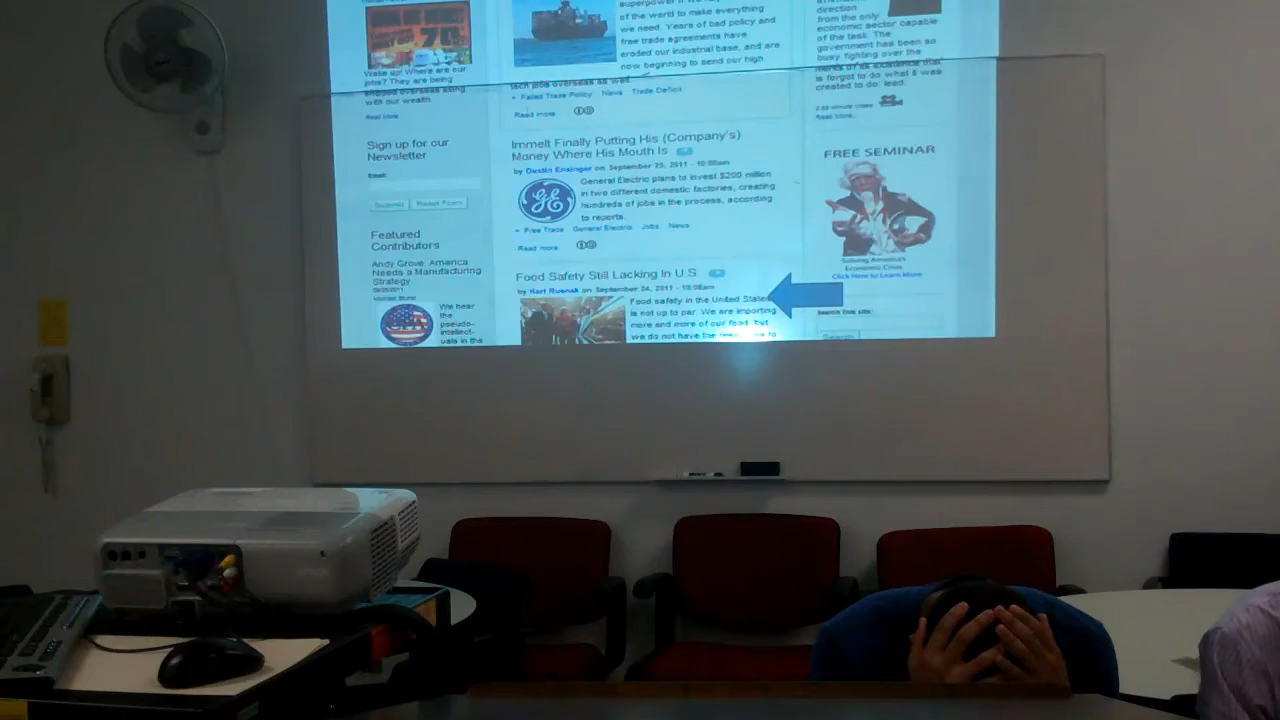 Wake up! Where are our
jobs? They are being
shipped overseas along
with our wealth.
Read More
Sign up for our
Newsletter
Email:
Submit Reset Form
Featured
Contributors
Andy Grove: America
Needs a Manufacturing
Strategy
We hear
the
pseudo-
intellect-
uals in the
of the world to make everything
we need. Years of bad policy and
free trade agreements have
eroded our industrial base, and are
now beginning to send our high
tech jobs overseas as well.
Failed Trade Policy News Trade Deficit
Read more
Immelt Finally Putting His (Company's)
Money Where His Mouth Is
by Dustin Ensinger on September 25, 2011 - 10:08am
General Electric plans to invest $200 million
in two different domestic factories, creating
hundreds of jobs in the process, according
to reports.
GE
Free Trade General Electric Jobs News
Read more
Food Safety Still Lacking In U.S
by Karl Rusnak on September 24, 2011 - 10:08am
Food safety in the United States
is not up to par. We are importing
more and more of our food, but
we do not have the
direction
from the only
economic sector capable
of the task. The
government has been so
busy fighting over the
merits of its existence that
is forgot to do what it was
created to do: lead.
Read More...
FREE SEMINAR
Solving America's
Economic Crisis
Click Here to Learn More
Search this site:
Search